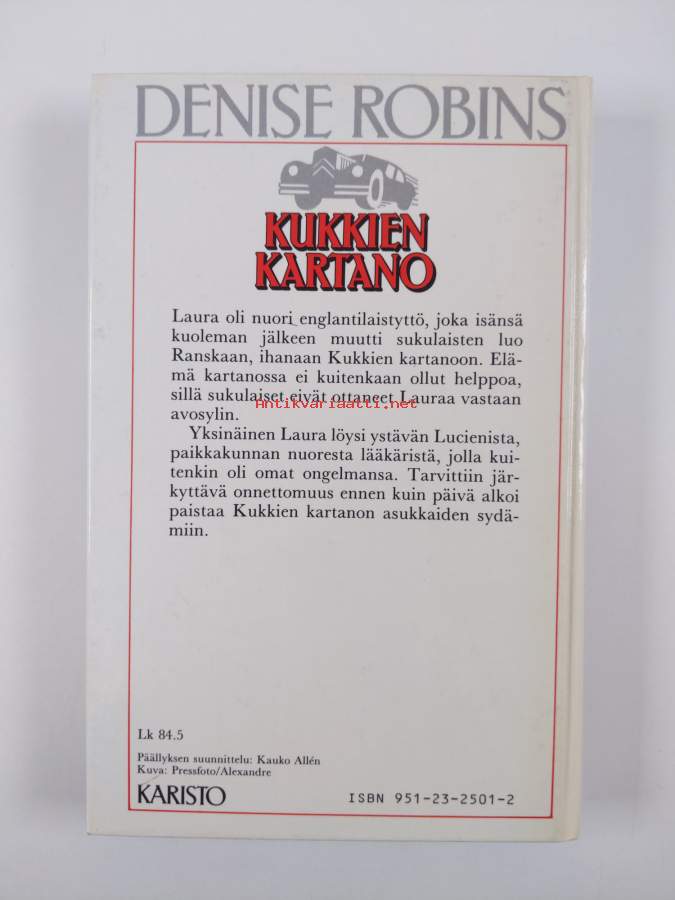 DENISE ROBINS
KUKKIEN
KARTANO
Laura oli nuori englantilaistyttö, joka isänsä
kuoleman jälkeen muutti sukulaisten luo
Ranskaan, ihanaan Kukkien kartanoon. Elä-
mä kartanossa ei kuitenkaan ollut helppoa,
sillä sukulaiset eivät ottaneet Lauraa vastaan
Antikvariaatti.net
avosylin.
Yksinäinen Laura löysi ystävän Lucienista,
paikkakunnan nuoresta lääkäristä, jolla kui-
tenkin oli omat ongelmansa. Tarvittiin jär-
kyttävä onnettomuus ennen kuin päivä alkoi
paistaa Kukkien kartanon asukkaiden sydä-
miin.
Lk 84.5
Päällyksen suunnittelu: Kauko Allén
Kuva: Pressfoto/Alexandre
KARISTO
ISBN 951-23-2501-2